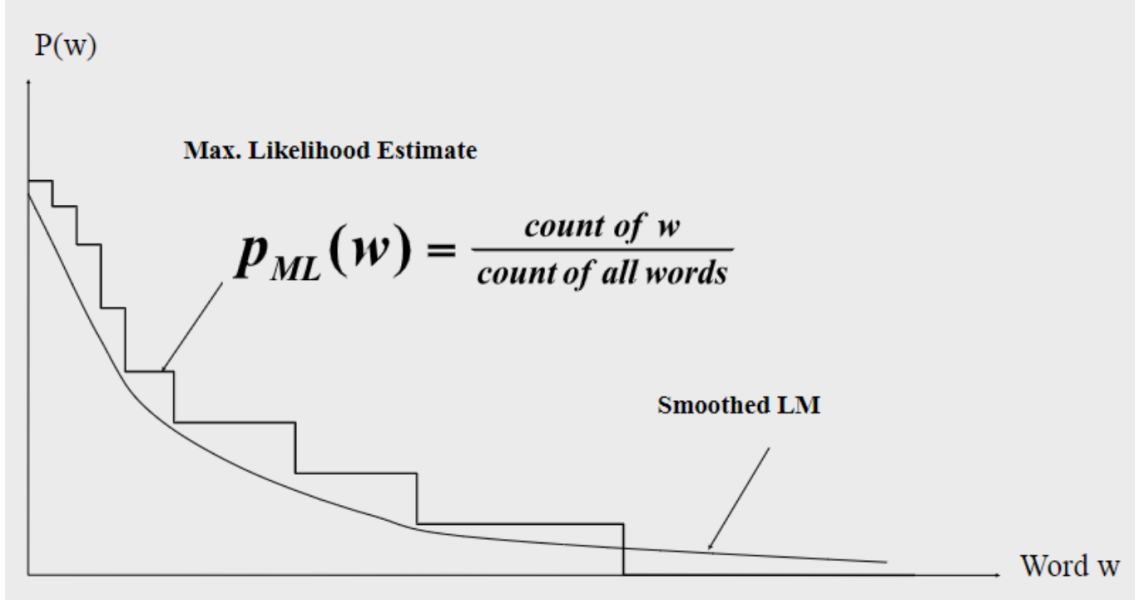 P(w)
Max. Likelihood Estimate
p_ML(w) = count of w / count of all words
Smoothed LM
Word w